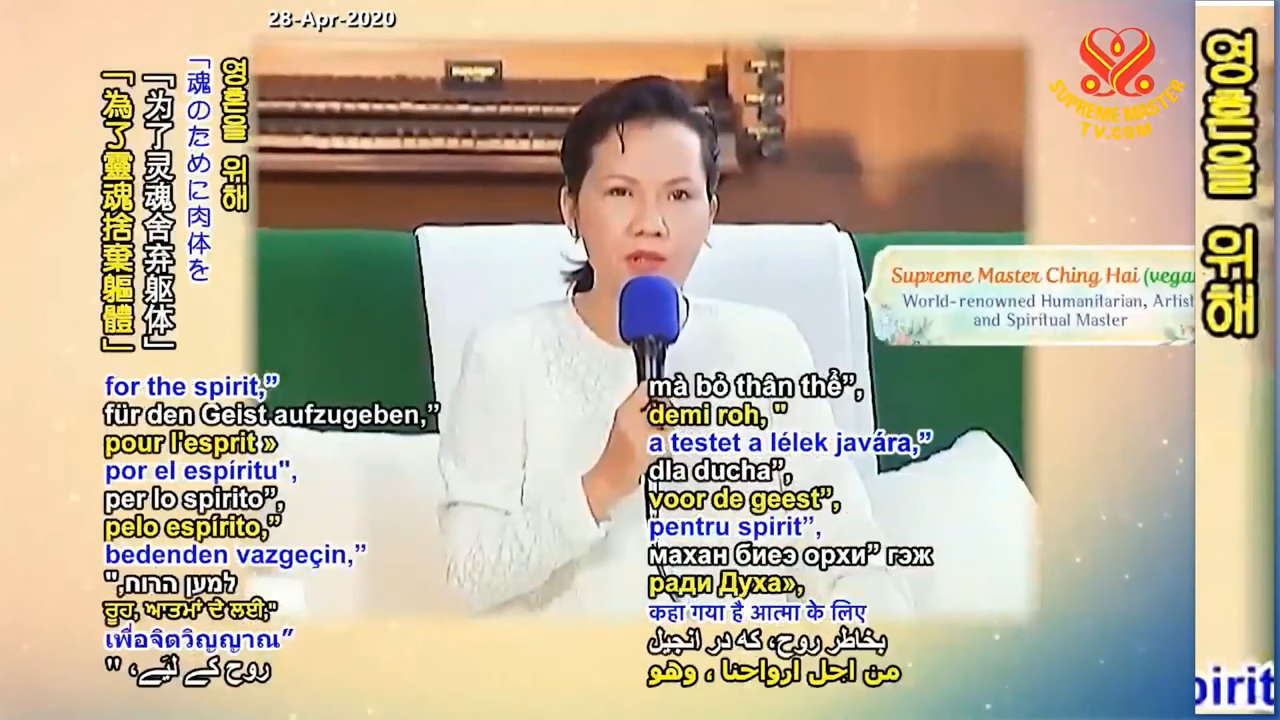 28-Apr-2020
SUPREME MASTER
TV.COM
영혼을 위해
「魂のために肉体を
「为了灵魂舍弃躯体」
「為了靈魂捨棄軀體」
Supreme Master Ching Hai (vegan
World-renowned Humanitarian, Artist
and Spiritual Master
for the spirit,”
für den Geist aufzugeben,”
pour l'esprit »
por el espíritu",
per lo spirito”,
pelo espírito,”
bedenden vazgeçin,”
למען הרוח,"
ਰੂਹ, ਆਤਮਾਂ ਦੇ ਲਈ;"
เพื่อจิตวิญญาณ”
روح کے لیَے، "
mà bỏ thân thể”,
demi roh, "
a testet a lélek javára,”
dla ducha”,
voor de geest”,
pentru spirit”,
махан биеэ орхи” гэж
ради Духа»,
कहा गया है आत्मा के लिए
بخاطر روح، که در انجیل
من اجل ارواحنا ، وهو
영혼을 위해
pirit